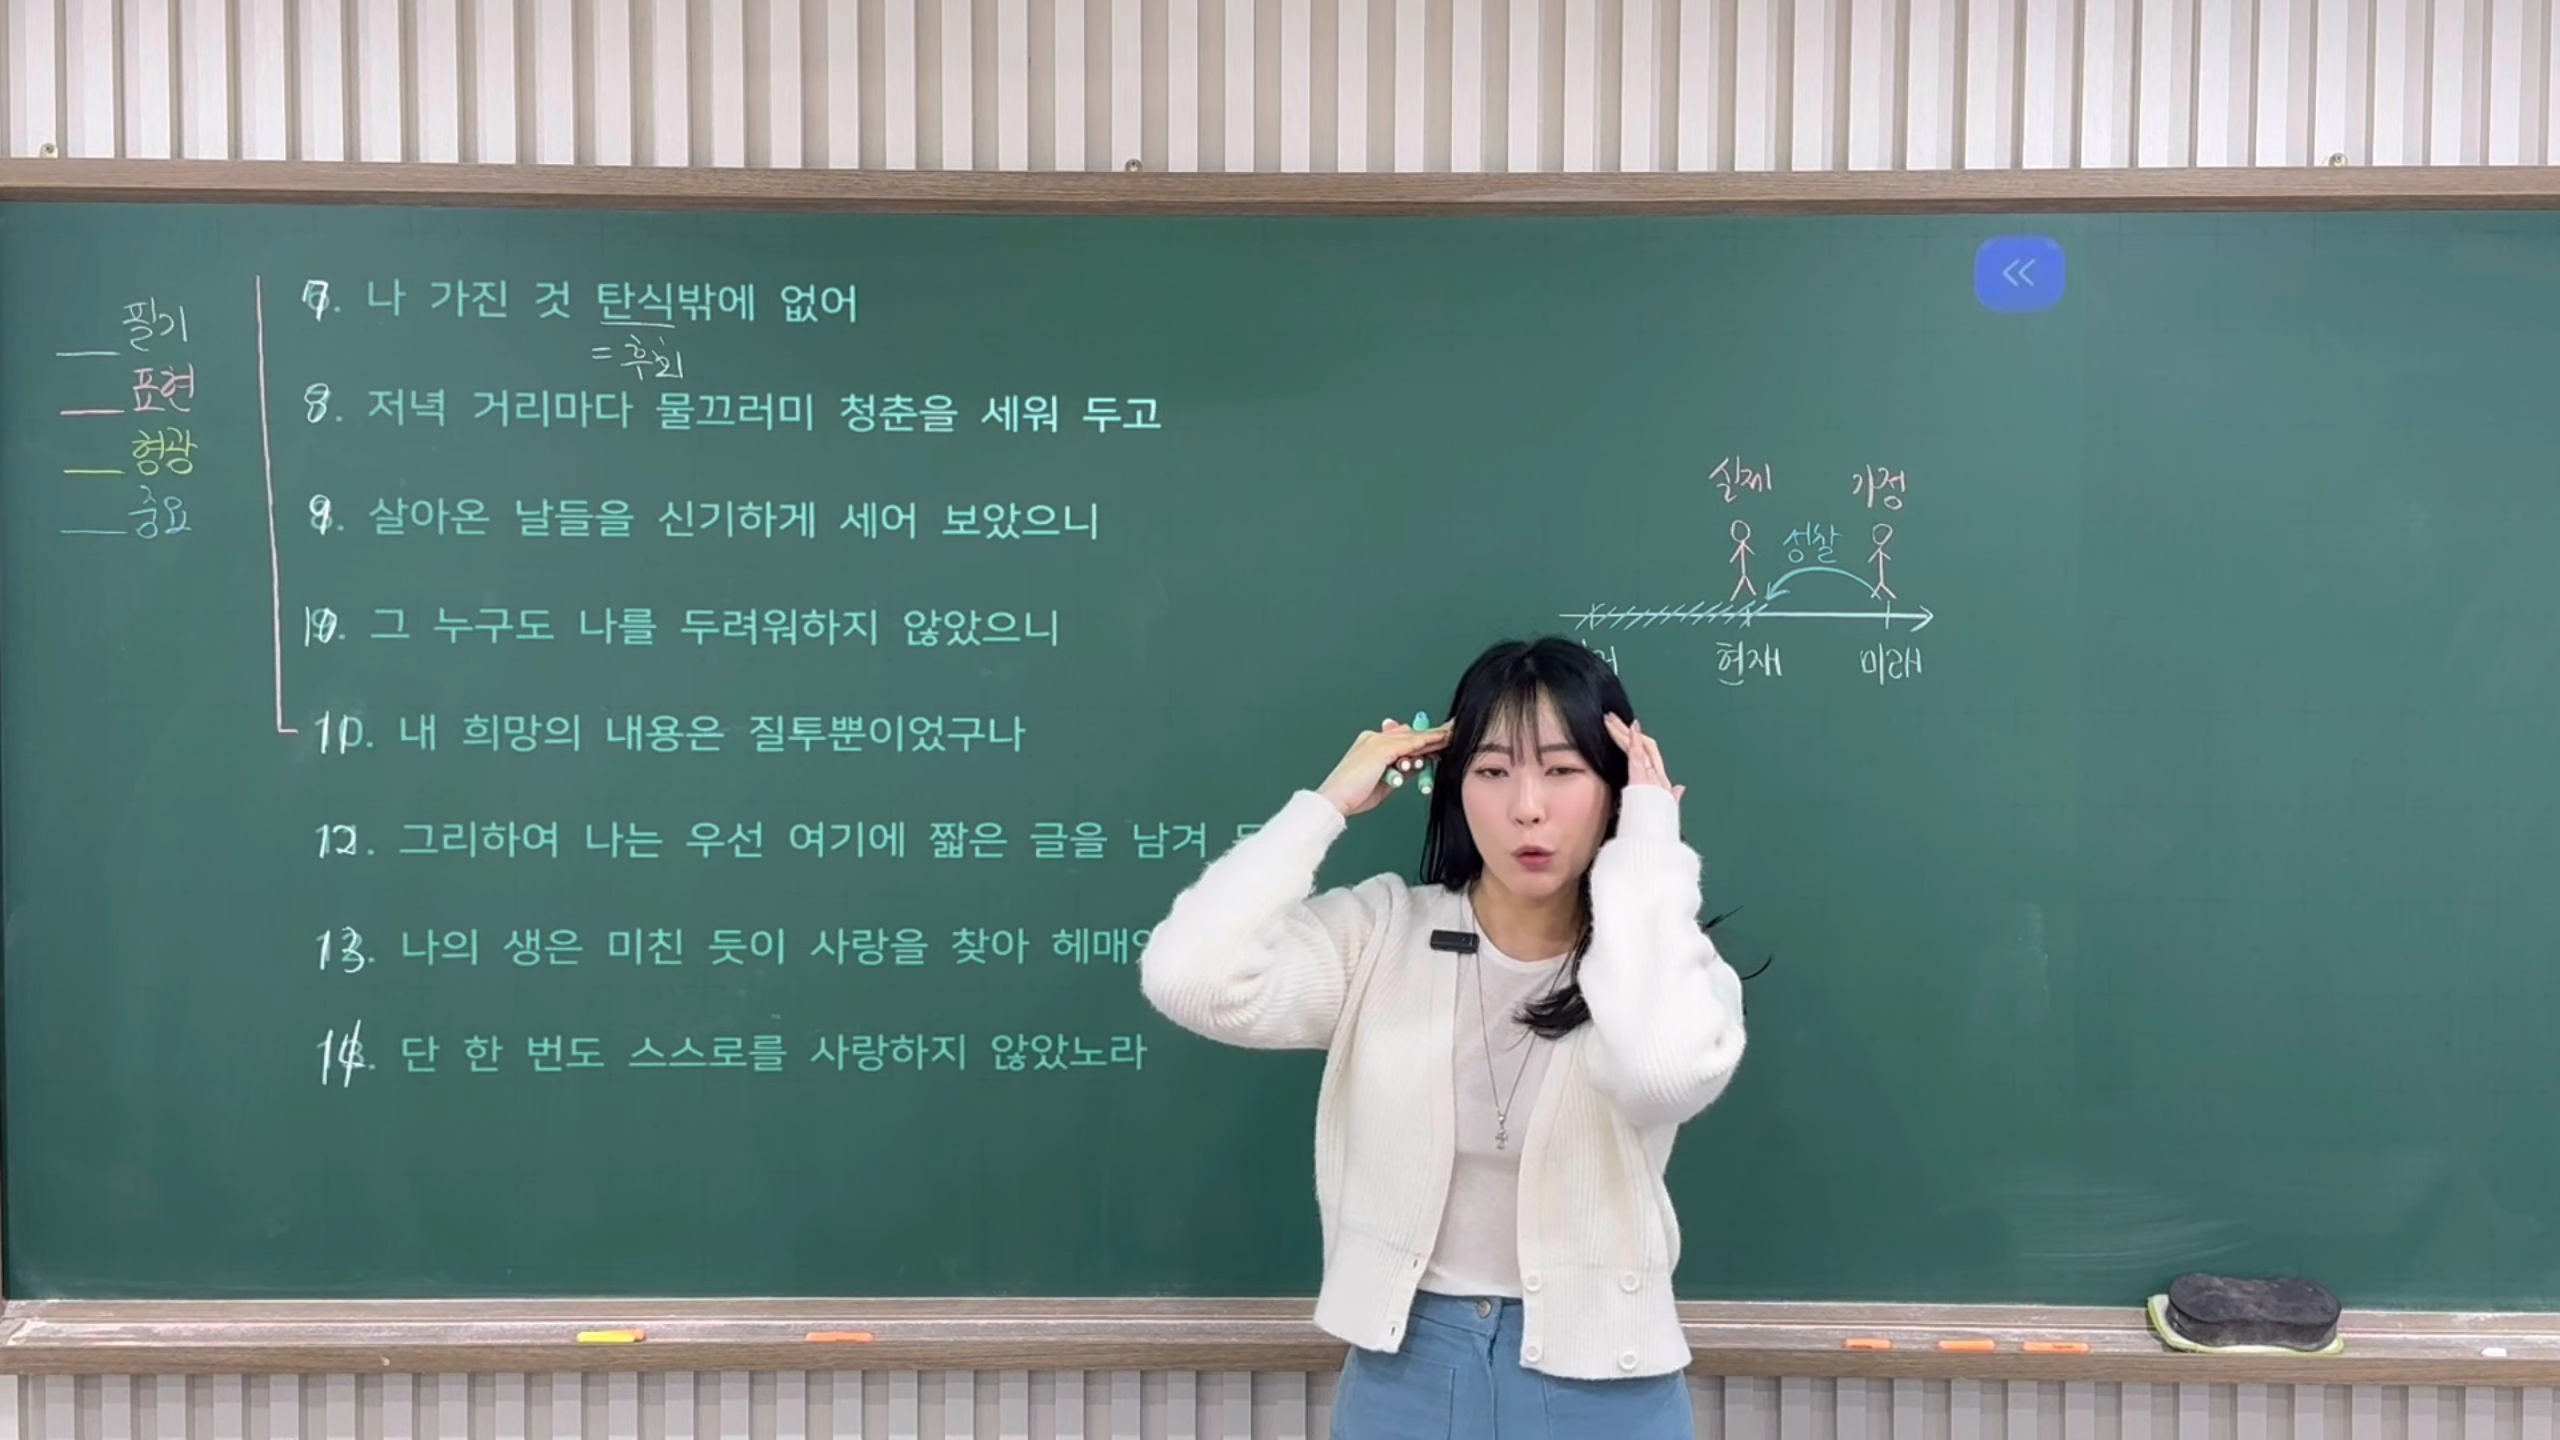 필기
표현
형광
중요
7. 나 가진 것 탄식밖에 없어
= 후회
8. 저녁 거리마다 물끄러미 청춘을 세워 두고
9. 살아온 날들을 신기하게 세어 보았으니
10. 그 누구도 나를 두려워하지 않았으니
11. 내 희망의 내용은 질투뿐이었구나
12. 그리하여 나는 우선 여기에 짧은 글을 남겨
13. 나의 생은 미친 듯이 사랑을 찾아
14. 단 한 번도 스스로를 사랑하지 않았노라
실제 가정
성찰
현재 미래